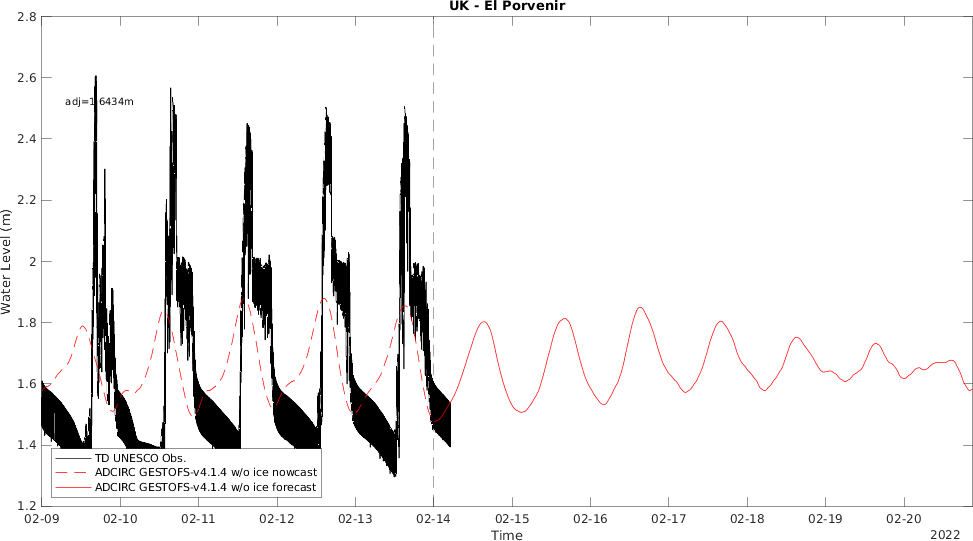 UK - El Porvenir
2.8
2.6
adj=1.6434m
2.4
2.2
2
1.8
1.6
1.4
1.2
Water Level (m)
TD UNESCO Obs.
ADCIRC GESTOFS-v4.1.4 w/o ice nowcast
ADCIRC GESTOFS-v4.1.4 w/o ice forecast
02-09 02-10 02-11 02-12 02-13 02-14 02-15 02-16 02-17 02-18 02-19 02-20
Time
2022